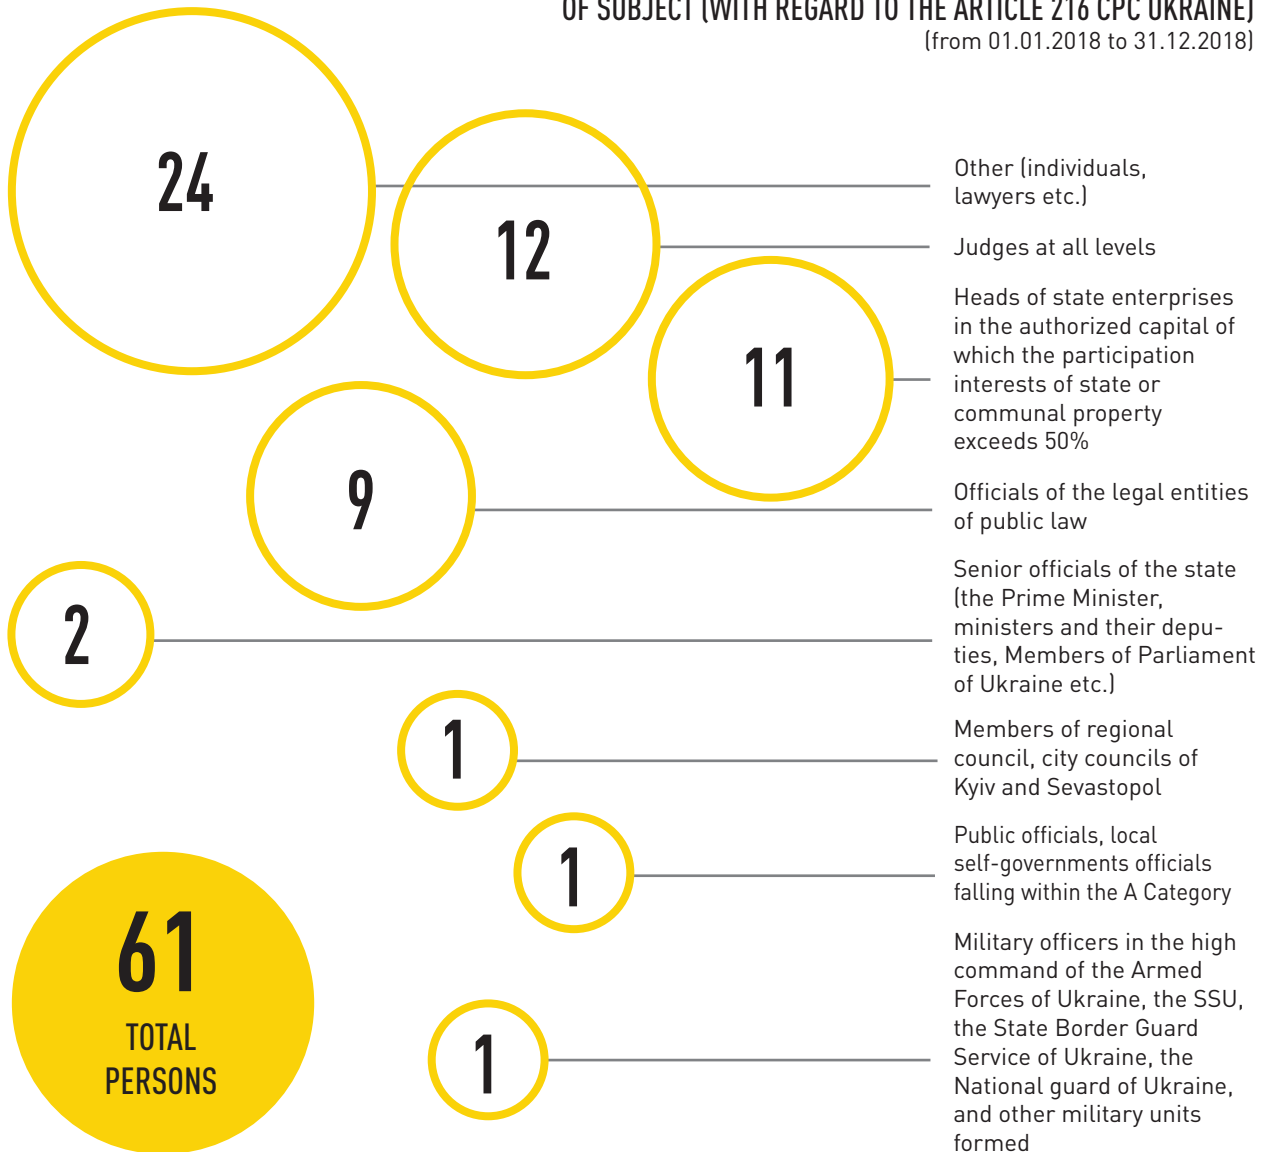 OF SUBJECT (WITH REGARD TO THE ARTICLE 216 CPC UKRAINE)
(from 01.01.2018 to 31.12.2018)
24
Other (individuals,
lawyers etc.)
12
Judges at all levels
11
Heads of state enterprises
in the authorized capital of
which the participation
interests of state or
communal property
exceeds 50%
9
Officials of the legal entities
of public law
2
Senior officials of the state
(the Prime Minister,
ministers and their depu-
ties, Members of Parliament
of Ukraine etc.)
1
Members of regional
council, city councils of
Kyiv and Sevastopol
1
Public officials, local
self-governments officials
falling within the A Category
1
Military officers in the high
command of the Armed
Forces of Ukraine, the SSU,
the State Border Guard
Service of Ukraine, the
National guard of Ukraine,
and other military units
formed
61
TOTAL
PERSONS